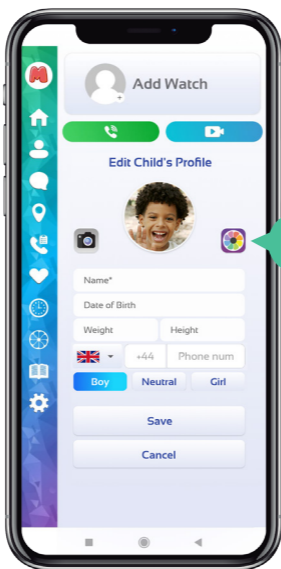 M
Add Watch
Edit Child's Profile
Name*
Date of Birth
Weight Height
+44 Phone num
Boy Neutral Girl
Save
Cancel